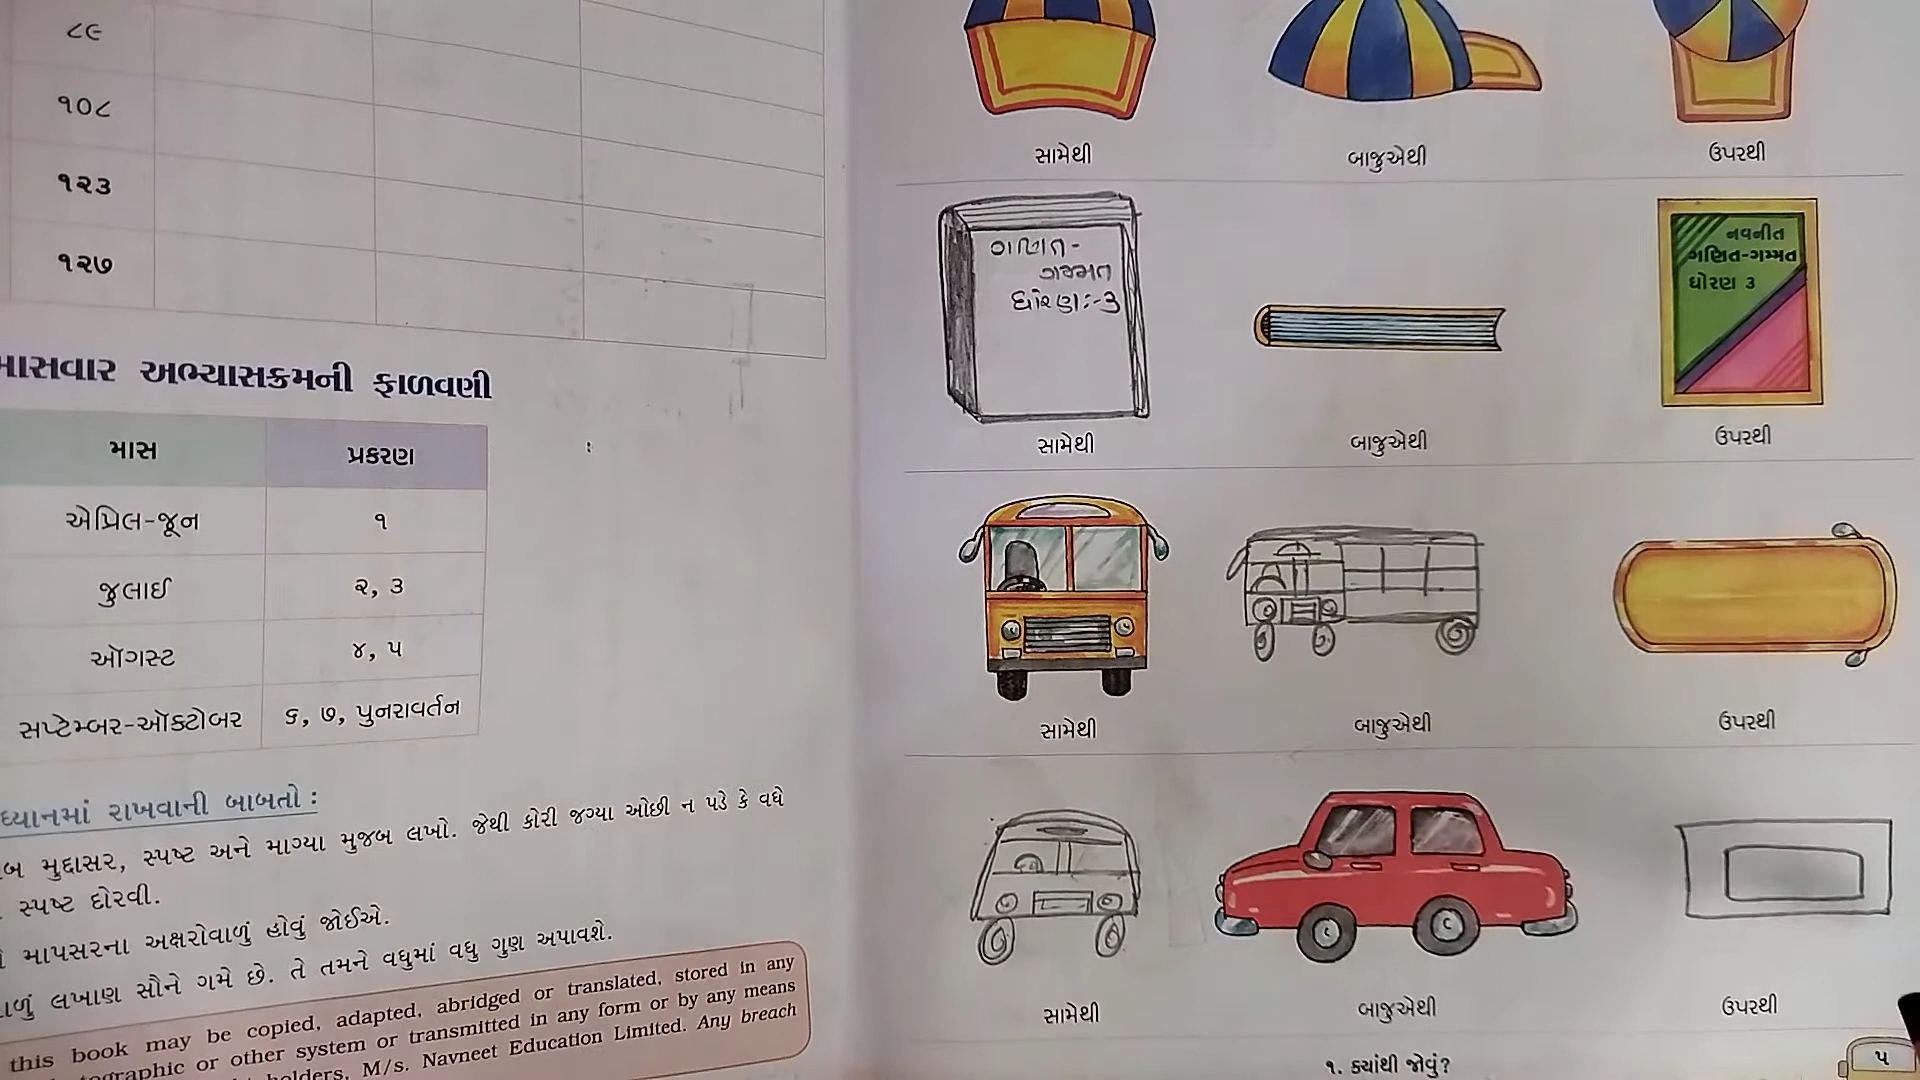 ૮૯
૧૦૮
૧૨૩
૧૨૭
માસવાર અભ્યાસક્રમની ફાળવણી
માસ પ્રકરણ
એપ્રિલ-જૂન ૧
જુલાઈ ૨, ૩
ઑગસ્ટ ૪, ૫
સપ્ટેમ્બર-ઑક્ટોબર ૬, ૭, પુનરાવર્તન
ધ્યાનમાં રાખવાની બાબતો :
મુદ્દાસર, સ્પષ્ટ અને માગ્યા મુજબ લખો. જેથી કોરી જગ્યા ઓછી ન પડે કે વધે
સ્પષ્ટ દોરવી.
માપસરના અક્ષરોવાળું હોવું જોઈએ.
લખાણ સૌને ગમે છે. તે તમને વધુમાં વધુ ગુણ અપાવશે.
this book may be copied, adapted, abridged or translated, stored in any
or other system or transmitted in any form or by any means
holders, M/s. Navneet Education Limited. Any breach
સામેથી બાજુએથી ઉપરથી
ગણિત-
ગમ્મત
ધોરણ:-૩
નવનીત
ગણિત-ગમ્મત
ધોરણ ૩
સામેથી બાજુએથી ઉપરથી
સામેથી બાજુએથી ઉપરથી
સામેથી બાજુએથી ઉપરથી
૧. ક્યાંથી જોવું?
૫